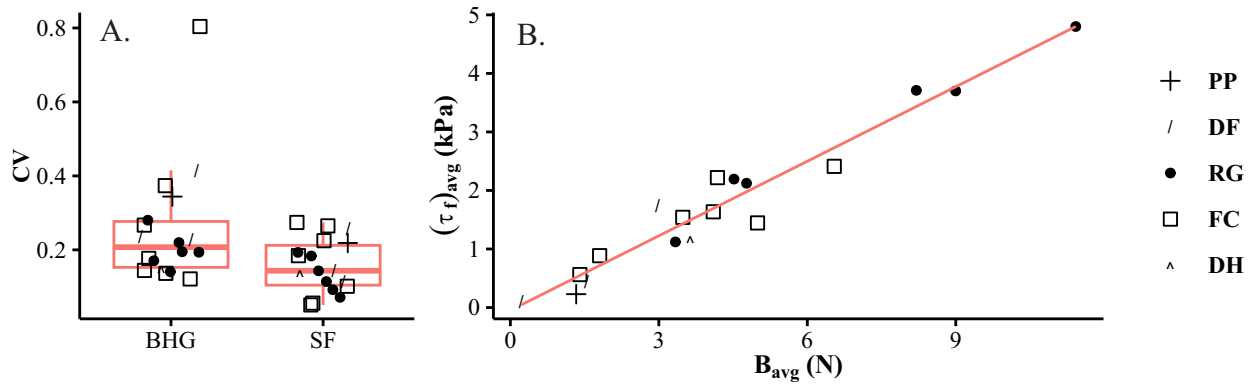 A.
CV
0.8
0.6
0.4
0.2
BHG
SF
B.
(τf)avg (kPa)
5
4
3
2
1
0
0
3
6
9
Bavg (N)
PP
DF
RG
FC
DH